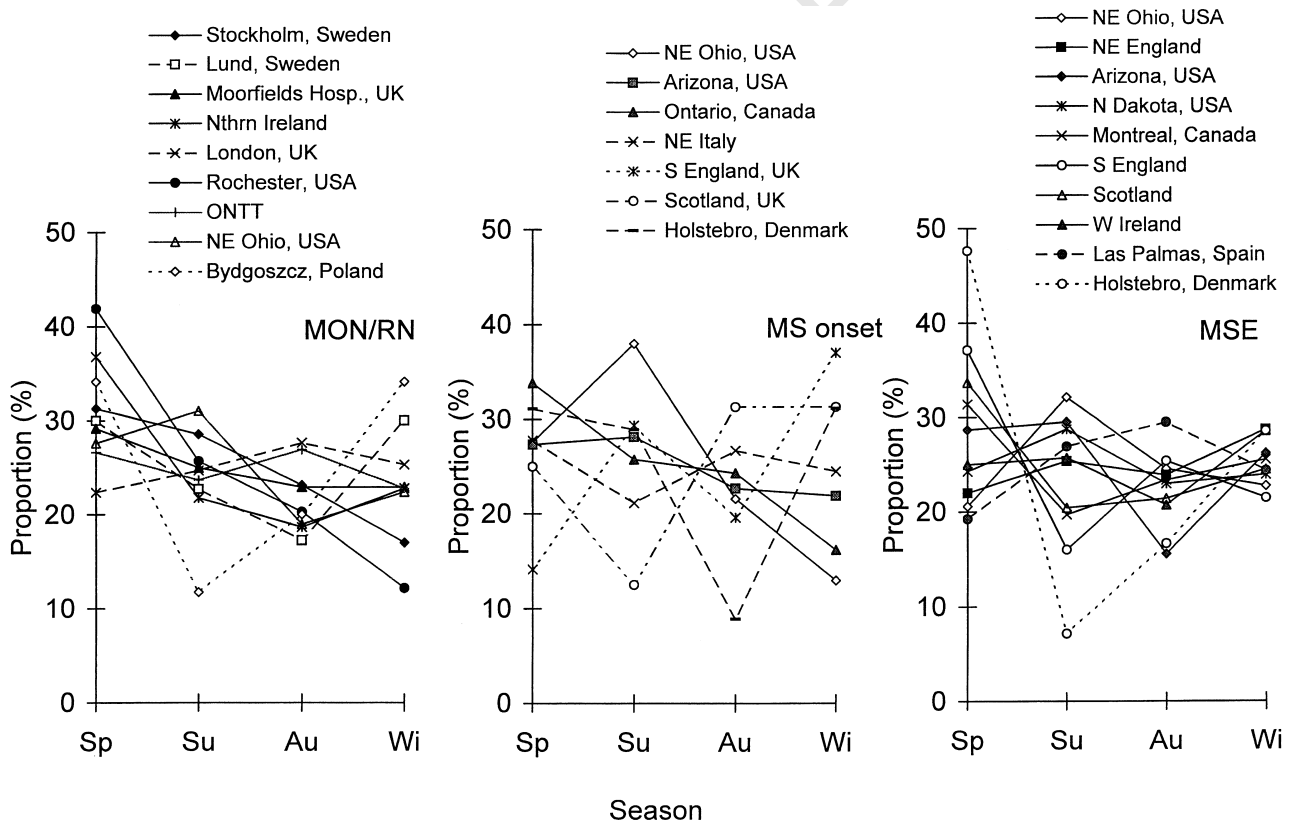 Stockholm, Sweden
Lund, Sweden
Moorfields Hosp., UK
Nthrn Ireland
London, UK
Rochester, USA
ONTT
NE Ohio, USA
Bydgoszcz, Poland
MON/RN
Proportion (%)
50
40
30
20
10
0
Sp Su Au Wi
NE Ohio, USA
Arizona, USA
Ontario, Canada
NE Italy
S England, UK
Scotland, UK
Holstebro, Denmark
MS onset
Proportion (%)
50
40
30
20
10
0
Sp Su Au Wi
NE Ohio, USA
NE England
Arizona, USA
N Dakota, USA
Montreal, Canada
S England
Scotland
W Ireland
Las Palmas, Spain
Holstebro, Denmark
MSE
Proportion (%)
50
40
30
20
10
0
Sp Su Au Wi
Season